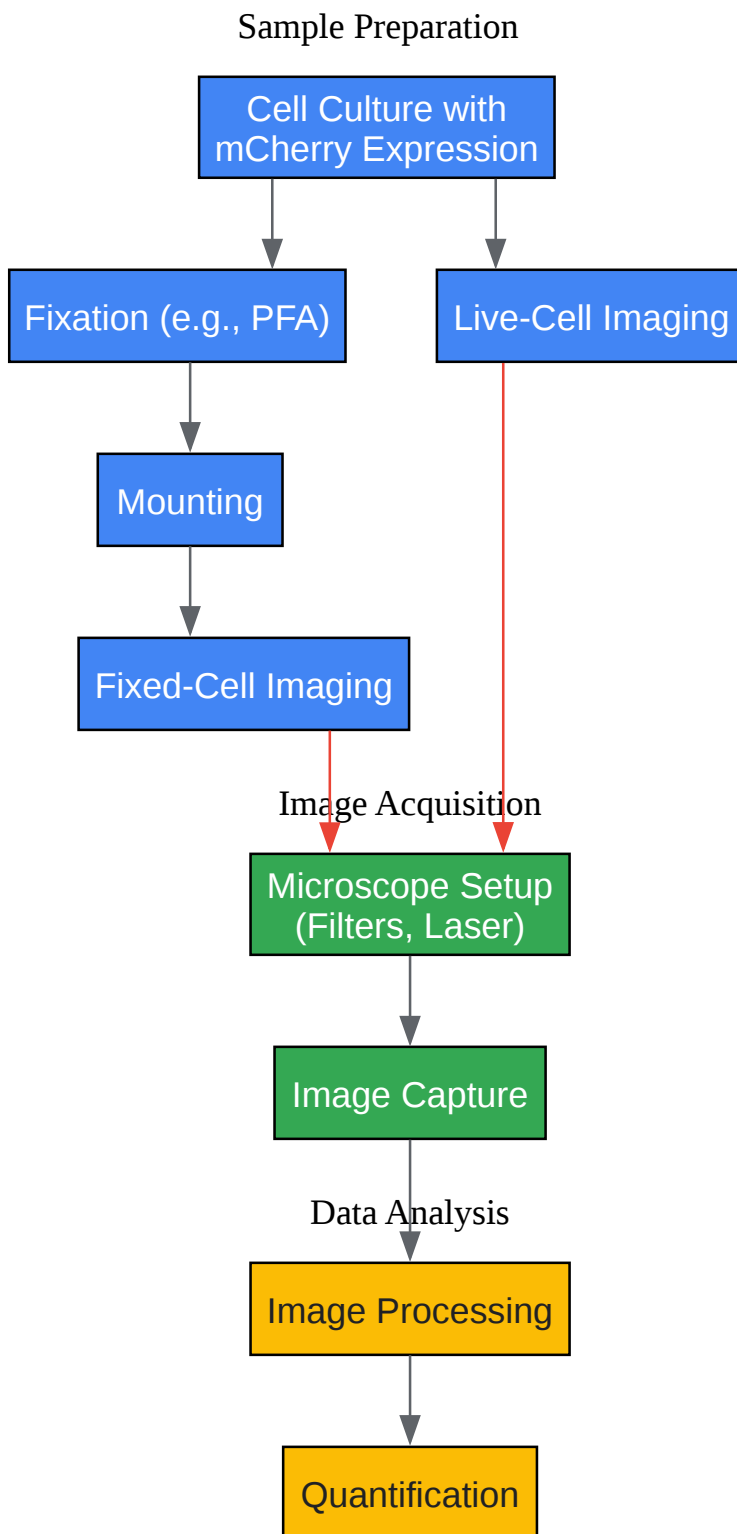 Sample Preparation
Cell Culture with
mCherry Expression
Fixation (e.g., PFA)
Live-Cell Imaging
Mounting
Fixed-Cell Imaging
Image Acquisition
Microscope Setup
(Filters, Laser)
Image Capture
Data Analysis
Image Processing
Quantification